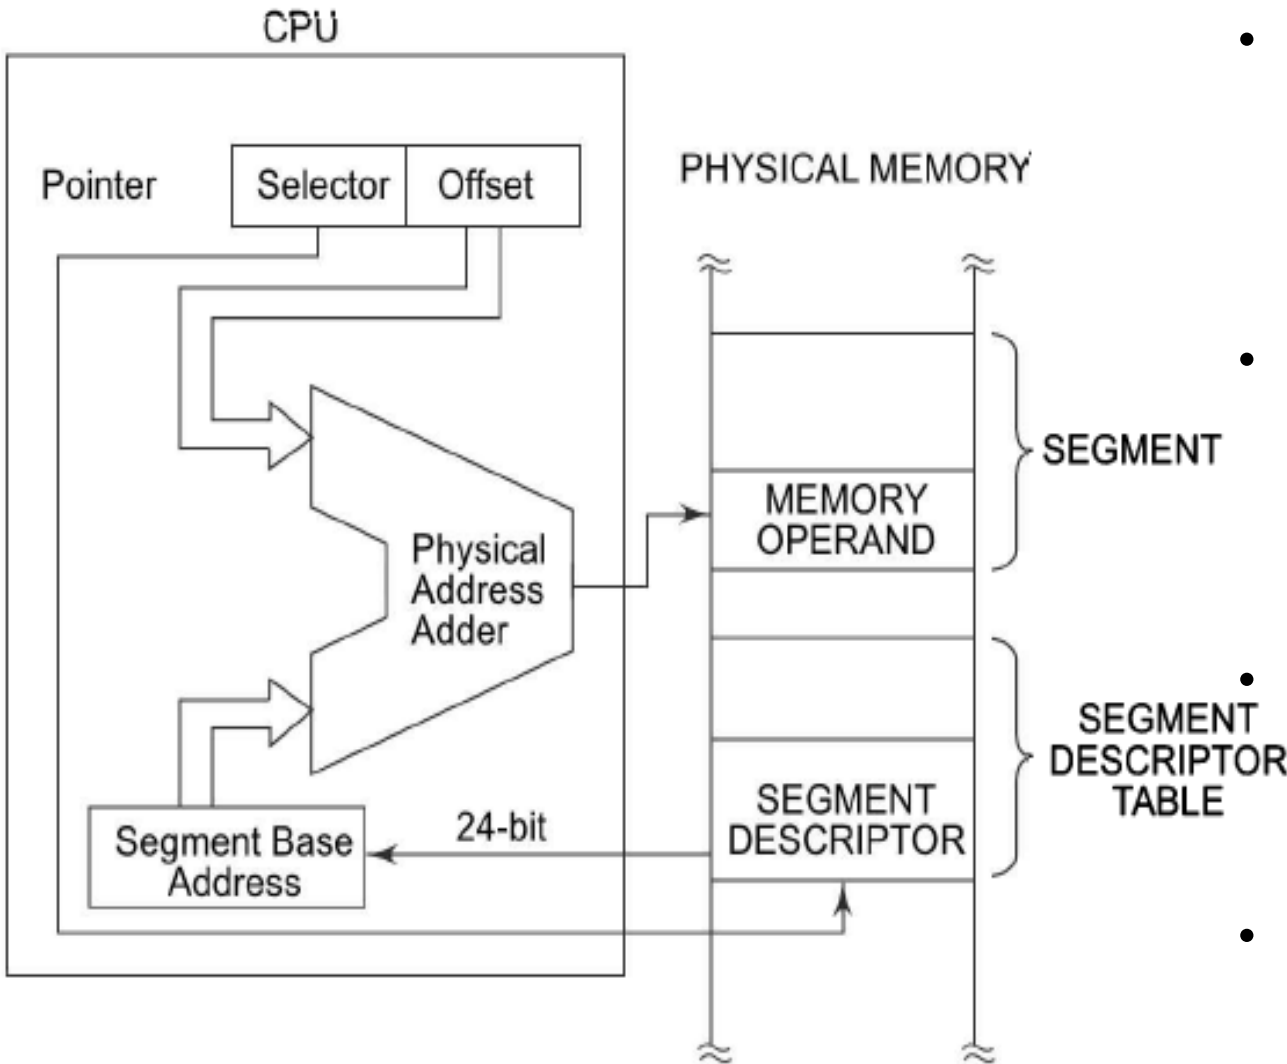 CPU
Pointer
Selector
Offset
PHYSICAL MEMORY
SEGMENT
MEMORY
OPERAND
Physical
Address
Adder
SEGMENT
DESCRIPTOR
TABLE
SEGMENT
DESCRIPTOR
24-bit
Segment Base
Address